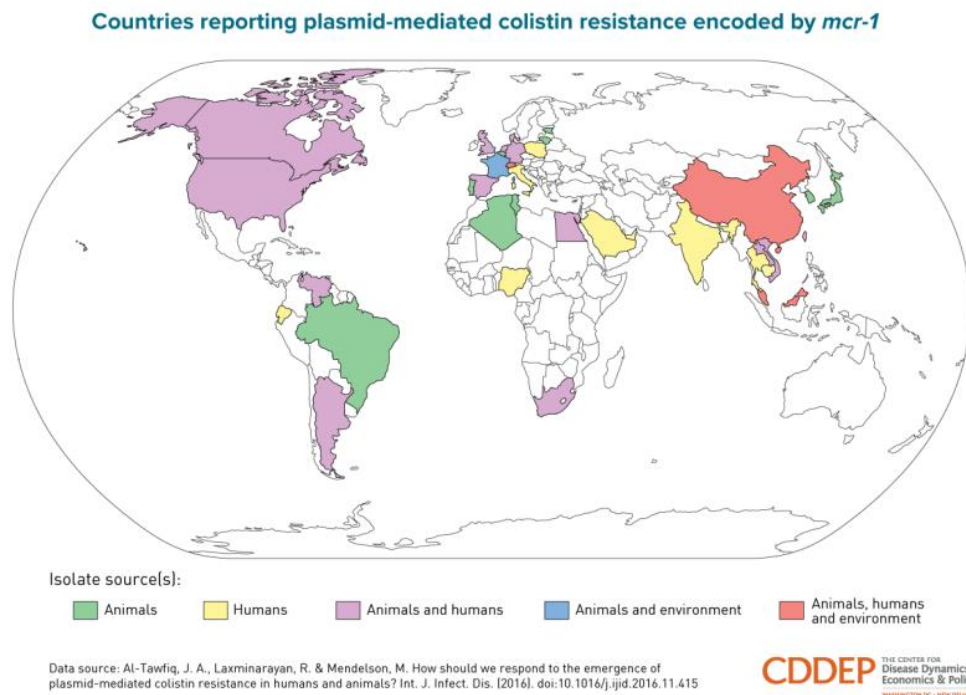 Countries reporting plasmid-mediated colistin resistance encoded by mcr-1
Isolate source(s):
Animals
Humans
Animals and humans
Animals and environment
Animals, humans
and environment
Data source: Al-Tawfiq, J. A., Laxminarayan, R. & Mendelson, M. How should we respond to the emergence of
plasmid-mediated colistin resistance in humans and animals? Int. J. Infect. Dis. (2016). doi:10.1016/j.ijid.2016.11.415
CDDEP
THE CENTER FOR
Disease Dynamics
Economics & Poli